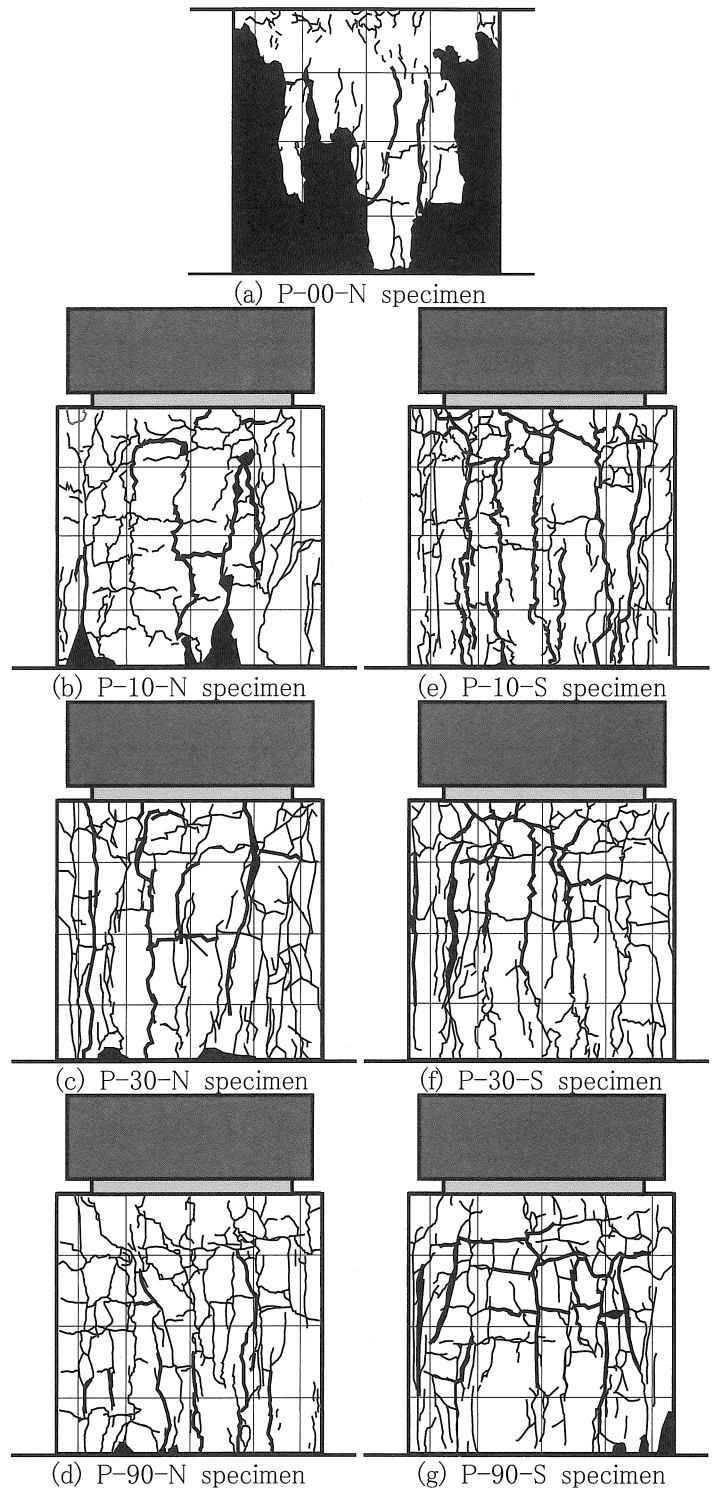 (a) P-00-N specimen
(b) P-10-N specimen
(e) P-10-S specimen
(c) P-30-N specimen
(f) P-30-S specimen
(d) P-90-N specimen
(g) P-90-S specimen